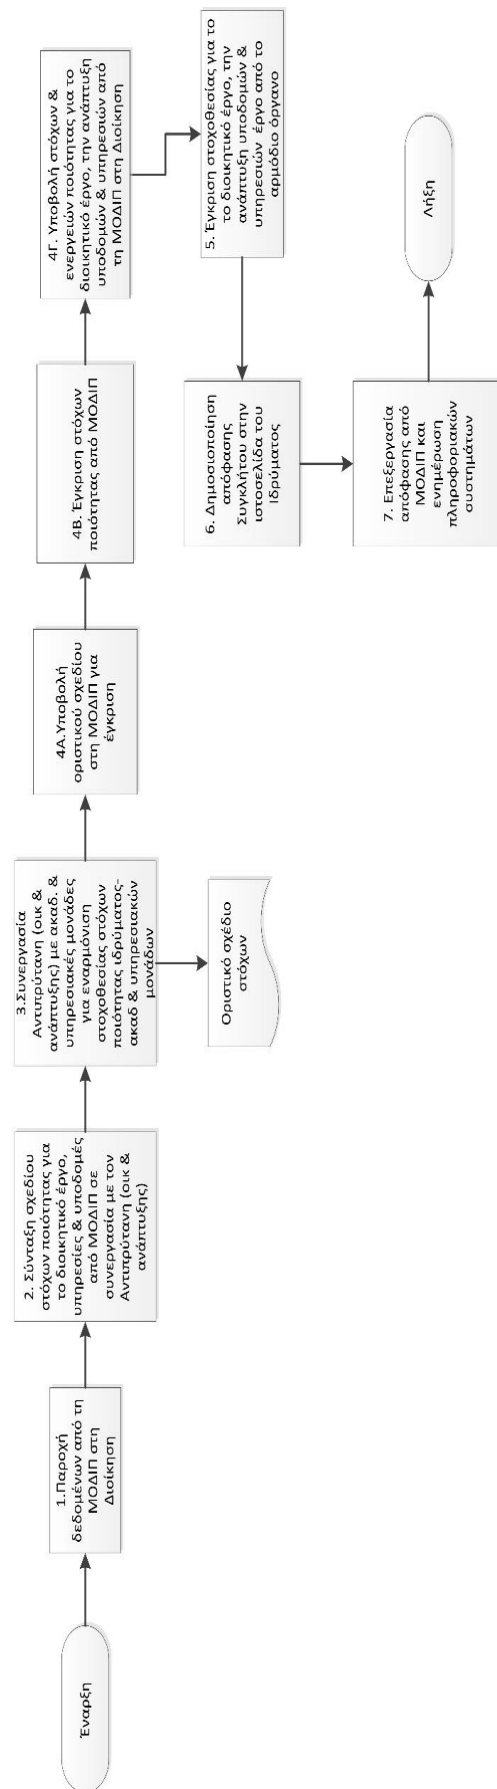 Έναρξη
1.Παροχή
δεδομένων από τη
ΜΟΔΙΠ στη
Διοίκηση
2. Σύνταξη σχεδίου
στόχων ποιότητας για
το διοικητικό έργο,
υπηρεσίες & υποδομές
από ΜΟΔΙΠ σε
συνεργασία με τον
Αντιπρύτανη (οικ &
ανάπτυξης)
3.Συνεργασία
Αντιπρύτανη (οικ &
ανάπτυξης) με ακαδ. &
υπηρεσιακές μονάδες
για εναρμόνιση
στοχοθεσίας στόχων
ποιότητας ιδρύματος-
ακαδ & υπηρεσιακών
μονάδων
Οριστικό σχέδιο
στόχων
4Α.Υποβολή
οριστικού σχεδίου
στη ΜΟΔΙΠ για
έγκριση
4Β. Έγκριση στόχων
ποιότητας από ΜΟΔΙΠ
4Γ. Υποβολή στόχων &
ενεργειών ποιότητας για το
διοικητικό έργο, την ανάπτυξη
υποδομών & υπηρεσιών από
τη ΜΟΔΙΠ στη Διοίκηση
5. Έγκριση στοχοθεσίας για το
το διοικητικό έργο, την
ανάπτυξη υποδομών &
υπηρεσιών έργο από το
αρμόδιο όργανο
6. Δημοσιοποίηση
απόφασης
Συγκλήτου στην
ιστοσελίδα του
Ιδρύματος
7. Επεξεργασία
απόφασης από
ΜΟΔΙΠ και
ενημέρωση
πληροφοριακών
συστημάτων
Λήξη